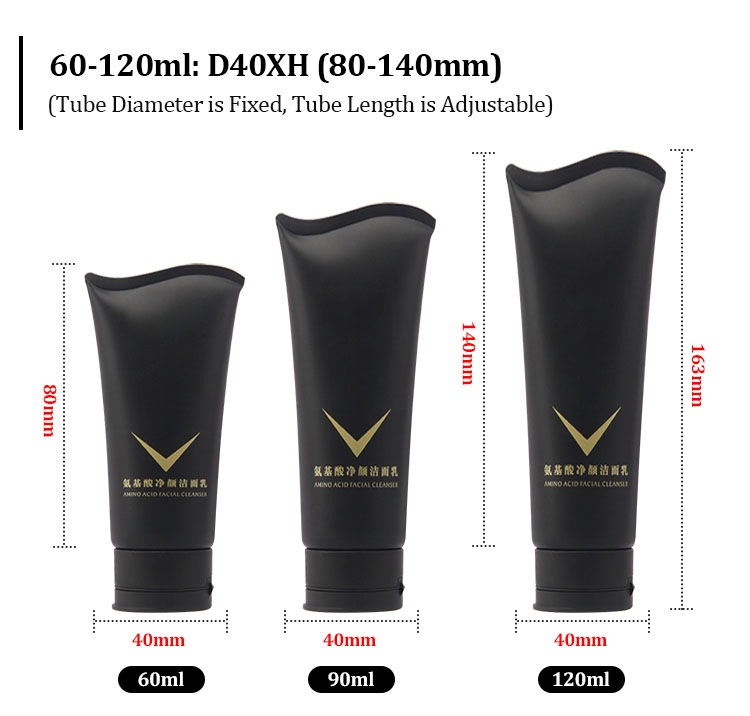 60-120ml: D40XH (80-140mm)
(Tube Diameter is Fixed, Tube Length is Adjustable)
80mm
140mm
163mm
氨基酸净颜洁面乳
AMINO ACID FACIAL CLEANSER
氨基酸净颜洁面乳
AMINO ACID FACIAL CLEANSER
氨基酸净颜洁面乳
AMINO ACID FACIAL CLEANSER
40mm
40mm
40mm
60ml
90ml
120ml